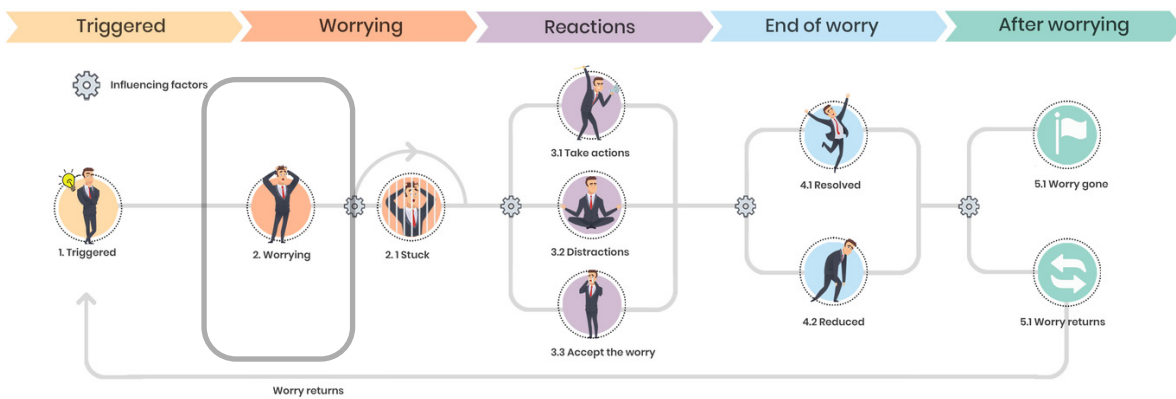 Triggered
Worrying
Reactions
End of worry
After worrying
Influencing factors
3.1 Take actions
4.1 Resolved
5.1 Worry gone
1. Triggered
2. Worrying
2. 1 Stuck
3.2 Distractions
4.2 Reduced
5.1 Worry returns
3.3 Accept the worry
Worry returns